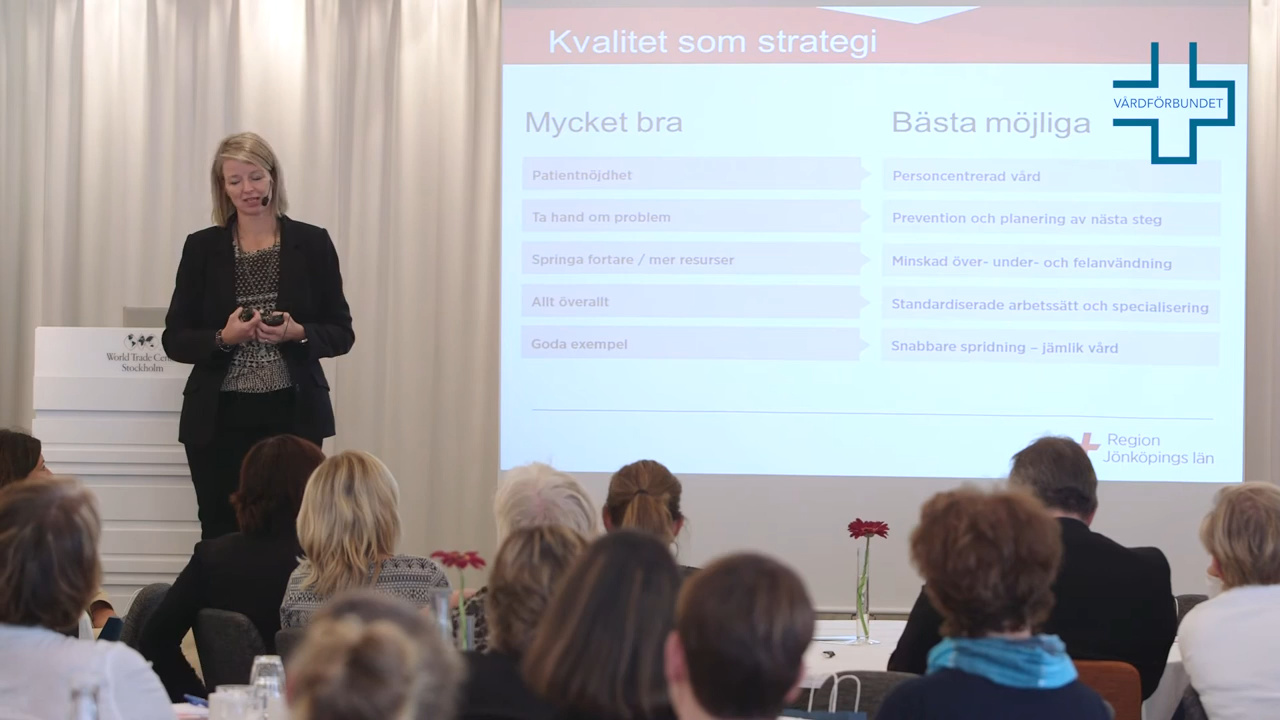 Kvalitet som strategi
VÅRDFÖRBUNDET
Mycket bra
Bästa möjliga
Patientnöjdhet
Personcentrerad vård
Ta hand om problem
Prevention och planering av nästa steg
Springa fortare / mer resurser
Minskad över- under- och felanvändning
Allt överallt
Standardiserade arbetssätt och specialisering
Goda exempel
Snabbare spridning – jämlik vård
Region
Jönköpings län
World Trade
Stockholm